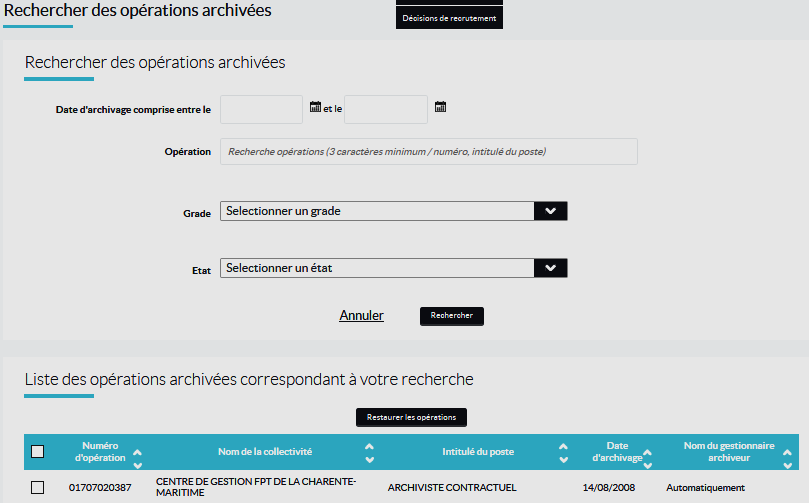 Rechercher des opérations archivées
Décisions de recrutement
Rechercher des opérations archivées
Date d'archivage comprise entre le
et le
Opération
Recherche opérations (3 caractères minimum / numéro, intitulé du poste)
Grade
Selectionner un grade
Etat
Selectionner un état
Annuler
Rechercher
Liste des opérations archivées correspondant à votre recherche
Restaurer les opérations
Numéro
d'opération
Nom de la collectivité
Intitulé du poste
Date
d'archivage
Nom du gestionnaire
archiveur
01707020387
CENTRE DE GESTION FPT DE LA CHARENTE-
MARITIME
ARCHIVISTE CONTRACTUEL
14/08/2008
Automatiquement